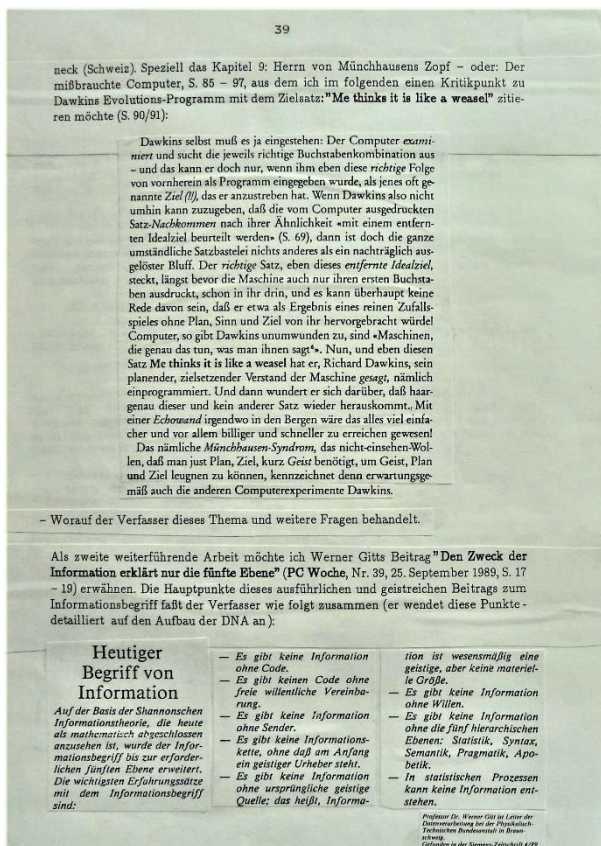 39
neck (Schweiz). Speziell das Kapitel 9: Herrn von Münchhausens Zopf – oder: Der
mißbrauchte Computer, S. 85 – 97, aus dem ich im folgenden einen Kritikpunkt zu
Dawkins Evolutions-Programm mit dem Zielsatz: "Me thinks it is like a weasel" zitie-
ren möchte (S. 90/91):
Dawkins selbst muß es ja eingestehen: Der Computer exami-
niert und sucht die jeweils richtige Buchstabenkombination aus
– und das kann er doch nur, wenn ihm eben diese richtige Folge
von vornherein als Programm eingegeben wurde, als jenes oft ge-
nannte Ziel (!!), das er anzustreben hat. Wenn Dawkins also nicht
umhin kann zuzugeben, daß die vom Computer ausgedruckten
Satz-Nachkommen nach ihrer Ähnlichkeit «mit einem entfern-
ten Idealziel beurteilt werden» (S. 69), dann ist doch die ganze
umständliche Satzbastelei nichts anderes als ein nachträglich aus-
gelöster Bluff. Der richtige Satz, eben dieses entfernte Idealziel,
steckt, längst bevor die Maschine auch nur ihren ersten Buchsta-
ben ausdruckt, schon in ihr drin, und es kann überhaupt keine
Rede davon sein, daß er etwa als Ergebnis eines reinen Zufalls-
spieles ohne Plan, Sinn und Ziel von ihr hervorgebracht würde!
Computer, so gibt Dawkins unumwunden zu, sind «Maschinen,
die genau das tun, was man ihnen sagt⁴». Nun, und eben diesen
Satz Me thinks it is like a weasel hat er, Richard Dawkins, sein
planender, zielsetzender Verstand der Maschine gesagt, nämlich
einprogrammiert. Und dann wundert er sich darüber, daß haar-
genau dieser und kein anderer Satz wieder herauskommt. Mit
einer Echowand irgendwo in den Bergen wäre das alles viel einfa-
cher und vor allem billiger und schneller zu erreichen gewesen!
Das nämliche Münchhausen-Syndrom, das nicht-einsehen-Wol-
len, daß man just Plan, Ziel, kurz Geist benötigt, um Geist, Plan
und Ziel leugnen zu können, kennzeichnet denn erwartungsge-
mäß auch die anderen Computerexperimente Dawkins.
– Worauf der Verfasser dieses Thema und weitere Fragen behandelt.
Als zweite weiterführende Arbeit möchte ich Werner Gitts Beitrag "Den Zweck der
Information erklärt nur die fünfte Ebene" (PC Woche, Nr. 39, 25. September 1989, S. 17
– 19) erwähnen. Die Hauptpunkte dieses ausführlichen und geistreichen Beitrags zum
Informationsbegriff faßt der Verfasser wie folgt zusammen (er wendet diese Punkte -
detailliert auf den Aufbau der DNA an):
Heutiger
Begriff von
Information
Auf der Basis der Shannonschen
Informationstheorie, die heute
als mathematisch abgeschlossen
anzusehen ist, wurde der Infor-
mationsbegriff bis zur erforder-
lichen fünften Ebene erweitert.
Die wichtigsten Erfahrungssätze
mit dem Informationsbegriff
sind:
— Es gibt keine Information
ohne Code.
— Es gibt keinen Code ohne
freie willentliche Vereinba-
rung.
— Es gibt keine Information
ohne Sender.
— Es gibt keine Informations-
kette, ohne daß am Anfang
ein geistiger Urheber steht.
— Es gibt keine Information
ohne ursprüngliche geistige
Quelle; das heißt, Informa-
tion ist wesensmäßig eine
geistige, aber keine materiel-
le Größe.
— Es gibt keine Information
ohne Willen.
— Es gibt keine Information
ohne die fünf hierarchischen
Ebenen: Statistik, Syntax,
Semantik, Pragmatik, Apo-
betik.
— In statistischen Prozessen
kann keine Information ent-
stehen.
Professor Dr. Werner Gitt ist Leiter der
Datenverarbeitung bei der Physikalisch-
Technischen Bundesanstalt in Braun-
schweig.
Gefunden in der Siemens-Zeitschrift 4/89